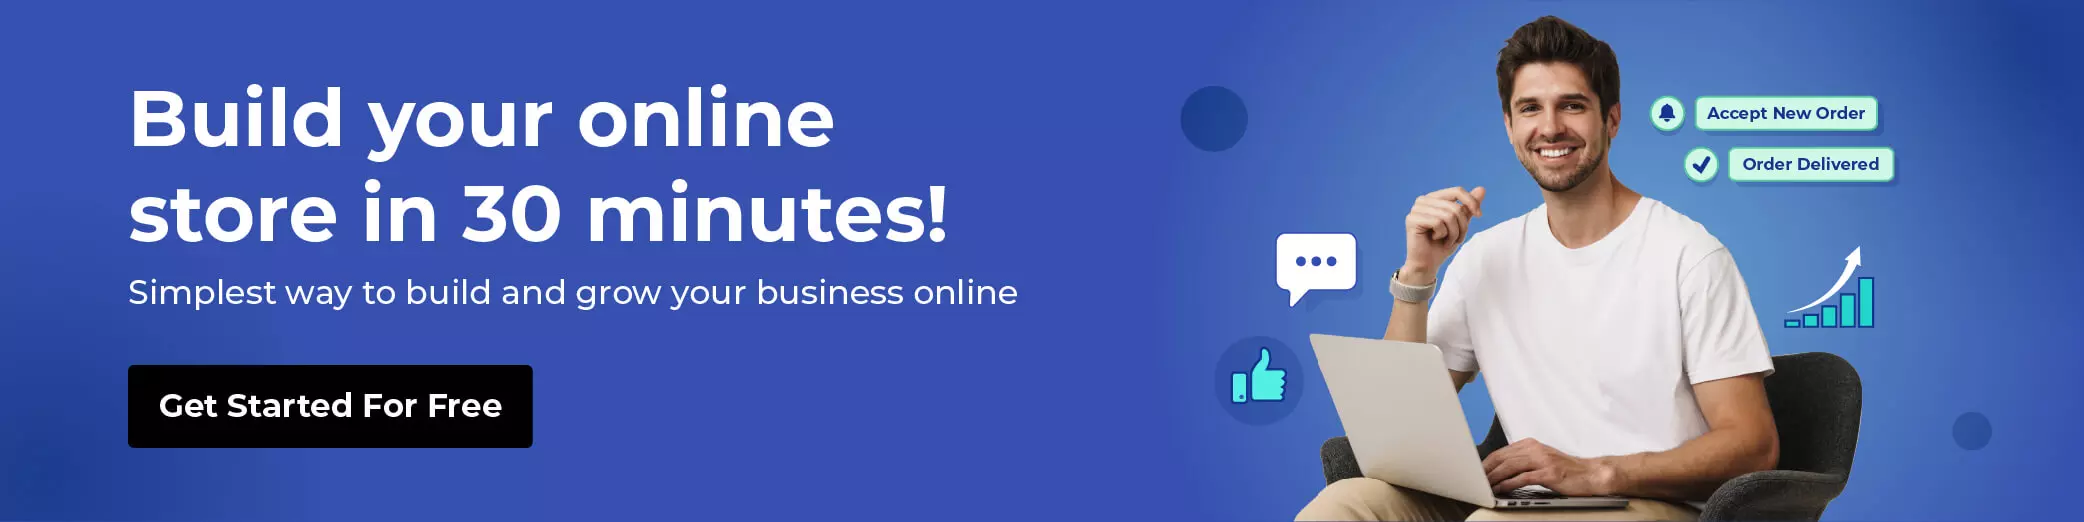 Build your online
store in 30 minutes!
Simplest way to build and grow your business online
Get Started For Free
Accept New Order
Order Delivered